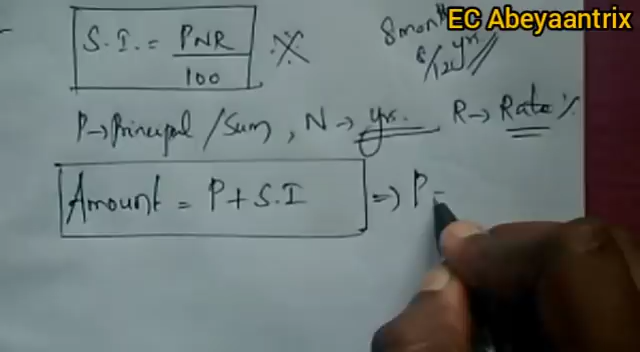 EC Abeyaantrix
8 month
8/12 yrs
S.I. = PNR/100 ※
P→Principal/Sum, N→ yrs. R→ Rate%
Amount = P+S.I ⇒ P =